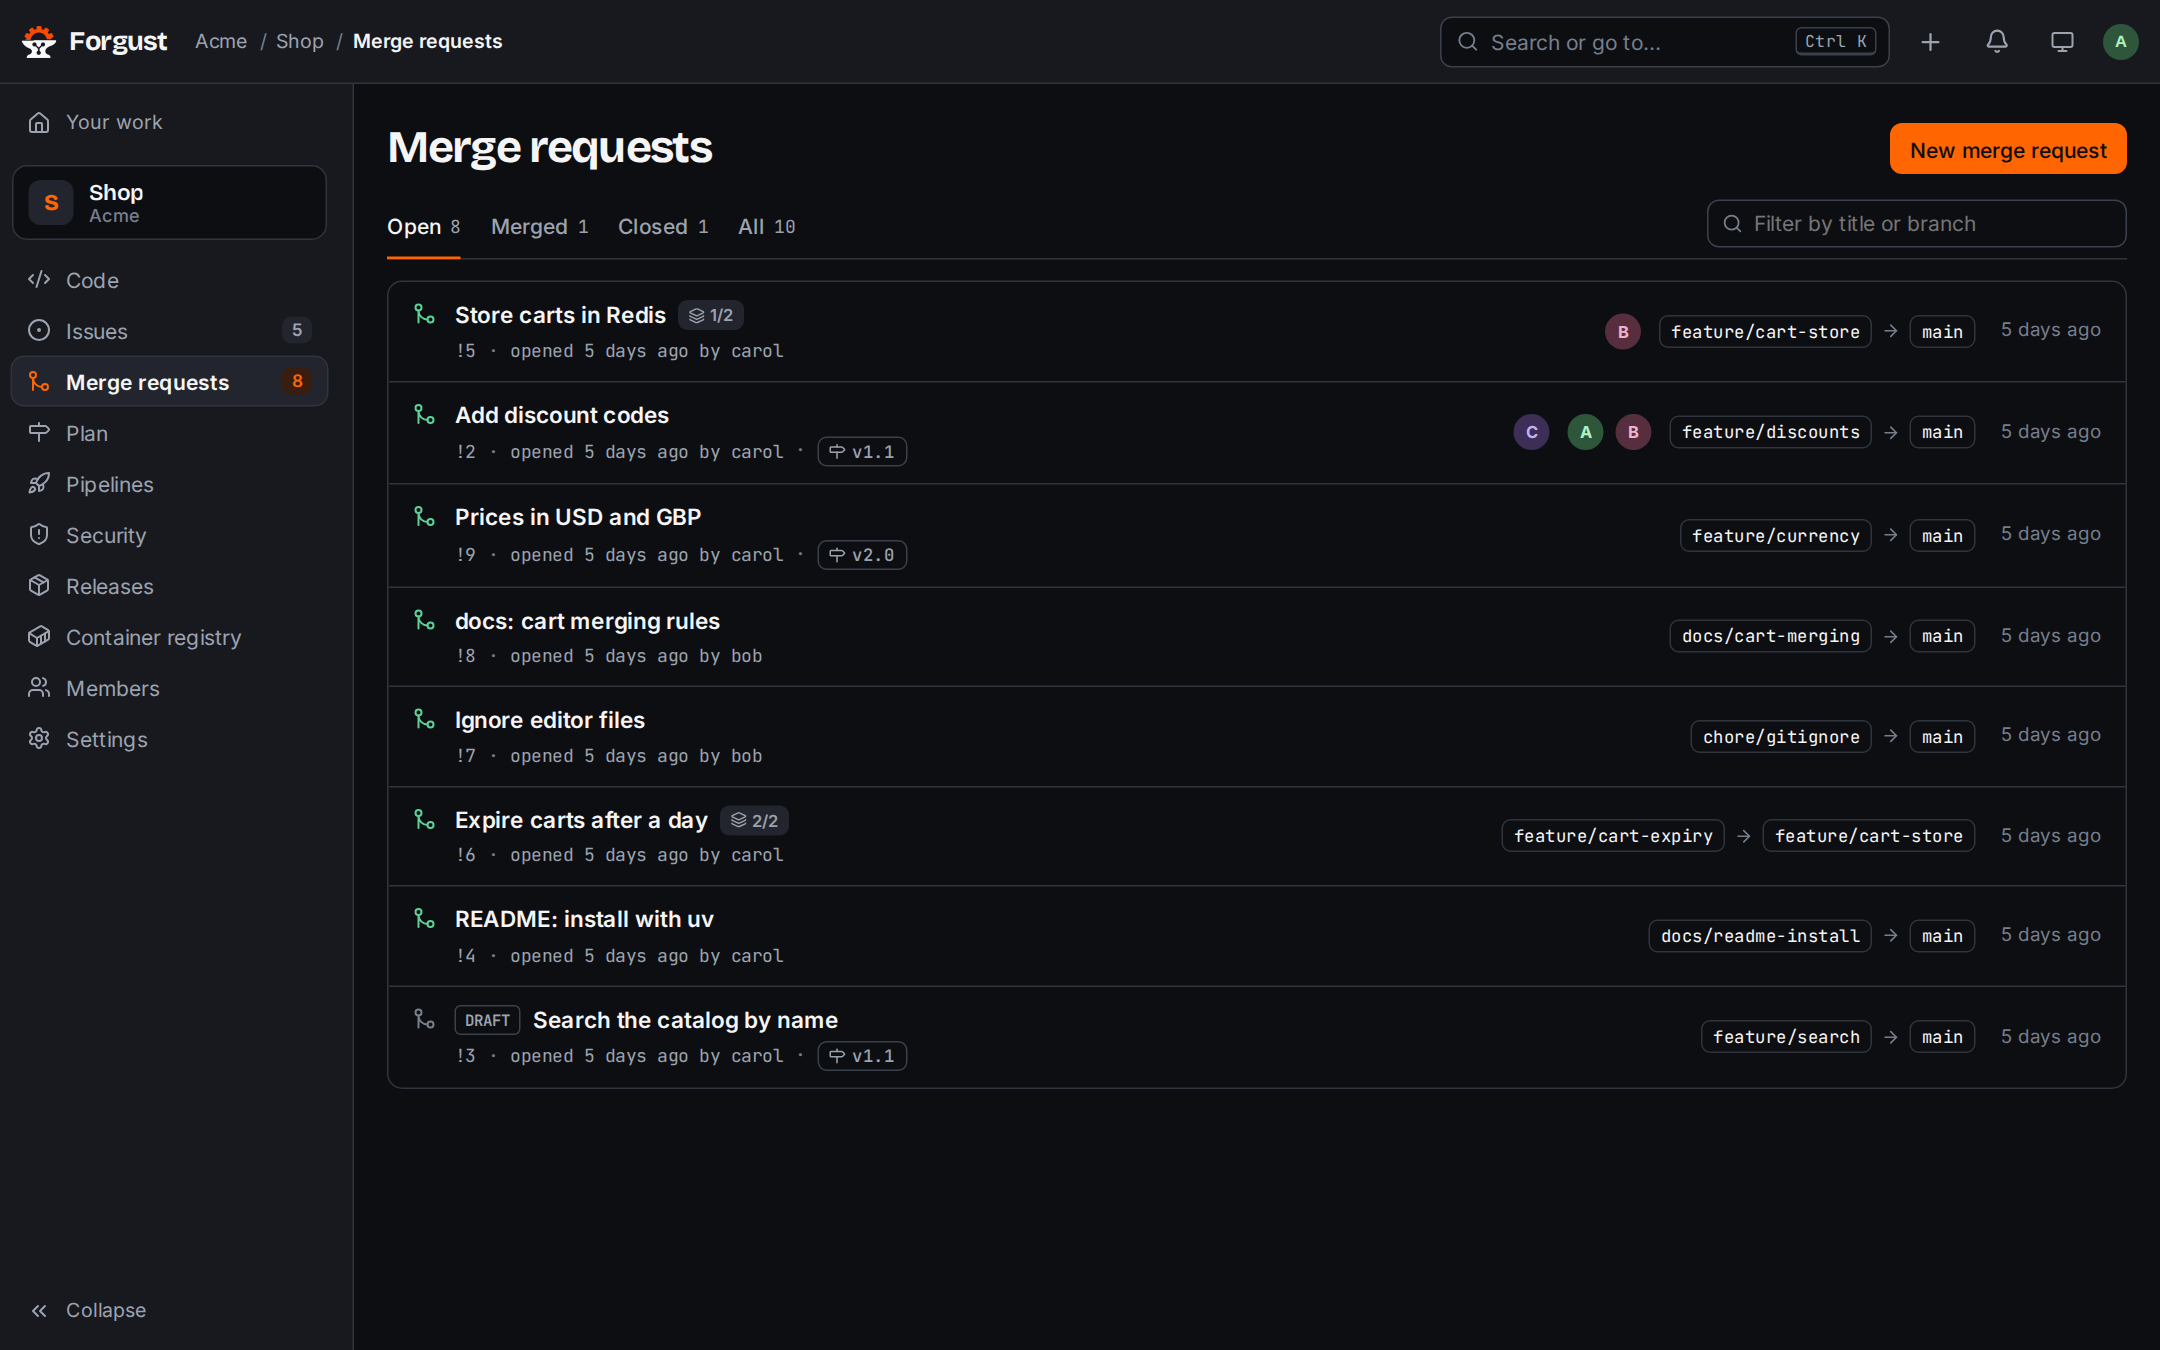 Forgust
Acme / Shop / Merge requests
Search or go to...
Ctrl K
A
Your work
S
Shop
Acme
Code
Issues 5
Merge requests 8
Plan
Pipelines
Security
Releases
Container registry
Members
Settings
Collapse
Merge requests
New merge request
Open 8 Merged 1 Closed 1 All 10
Filter by title or branch
Store carts in Redis 1/2
!5 · opened 5 days ago by carol
B feature/cart-store → main 5 days ago
Add discount codes
!2 · opened 5 days ago by carol · v1.1
C A B feature/discounts → main 5 days ago
Prices in USD and GBP
!9 · opened 5 days ago by carol · v2.0
feature/currency → main 5 days ago
docs: cart merging rules
!8 · opened 5 days ago by bob
docs/cart-merging → main 5 days ago
Ignore editor files
!7 · opened 5 days ago by bob
chore/gitignore → main 5 days ago
Expire carts after a day 2/2
!6 · opened 5 days ago by carol
feature/cart-expiry → feature/cart-store 5 days ago
README: install with uv
!4 · opened 5 days ago by carol
docs/readme-install → main 5 days ago
DRAFT Search the catalog by name
!3 · opened 5 days ago by carol · v1.1
feature/search → main 5 days ago